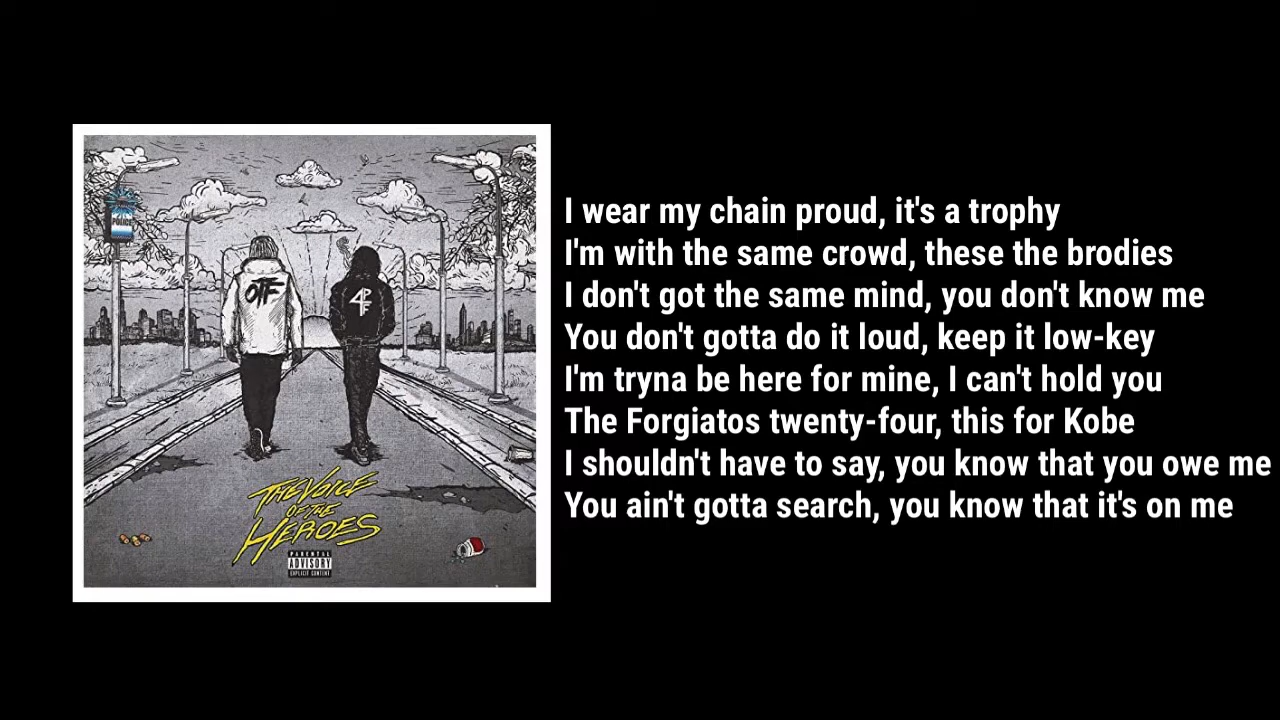 POLICE
OTF
4PF
THE VOICE
OF THE
HEROES
PARENTAL
ADVISORY
EXPLICIT CONTENT
I wear my chain proud, it's a trophy
I'm with the same crowd, these the brodies
I don't got the same mind, you don't know me
You don't gotta do it loud, keep it low-key
I'm tryna be here for mine, I can't hold you
The Forgiatos twenty-four, this for Kobe
I shouldn't have to say, you know that you owe me
You ain't gotta search, you know that it's on me